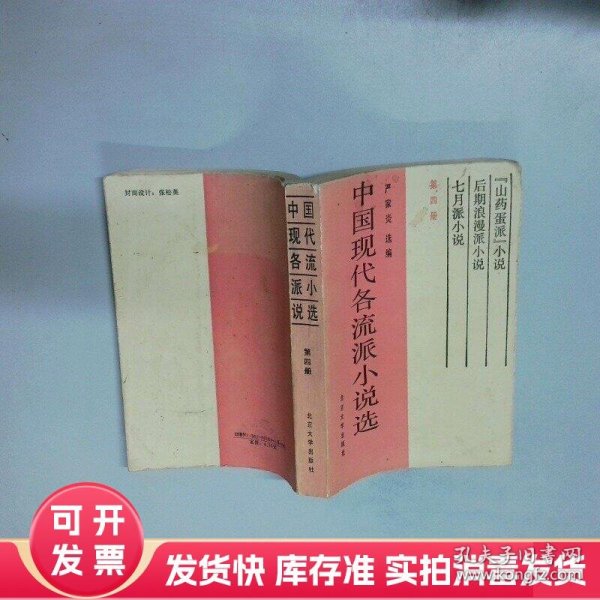 封面设计：张松英
中国
现代
各流
派小
说选
第四册
北京大学出版社
中国现代各流派小说选
严家炎 选编
北京大学出版社
第四册
『山药蛋派』小说
后期浪漫派小说
七月派小说
可开发票
发货快 库存准 实拍消毒发货
孔夫子旧书网
www.kongfz.com